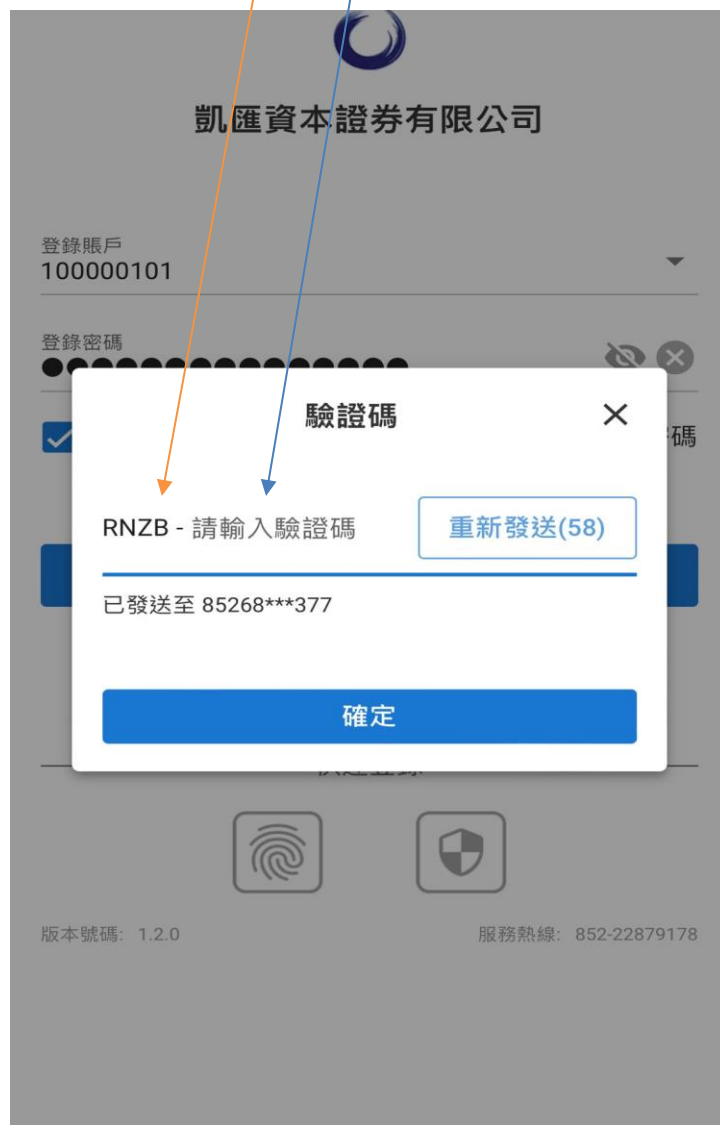 凱匯資本證券有限公司
登錄賬戶
100000101
登錄密碼
驗證碼
碼
RNZB - 請輸入驗證碼
重新發送(58)
已發送至 85268***377
確定
版本號碼: 1.2.0
服務熱線: 852-22879178